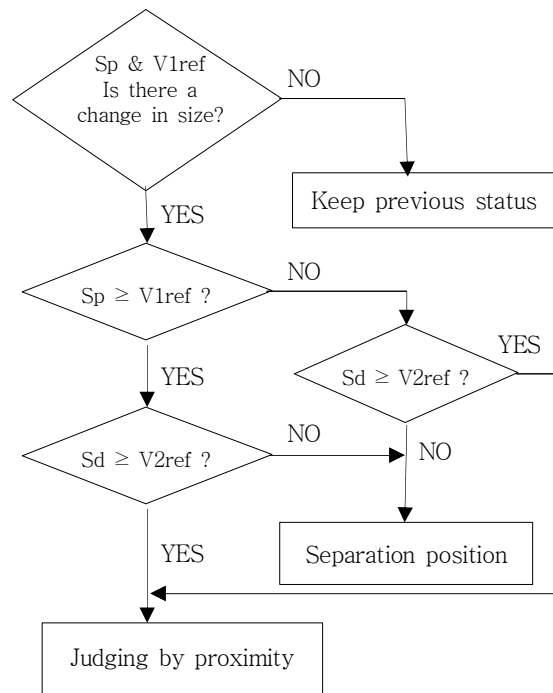 Sp & V1ref
Is there a
change in size?
NO
Keep previous status
YES
Sp ≥ V1ref ?
NO
YES
Sd ≥ V2ref ?
YES
Sd ≥ V2ref ?
NO
NO
YES
Separation position
Judging by proximity